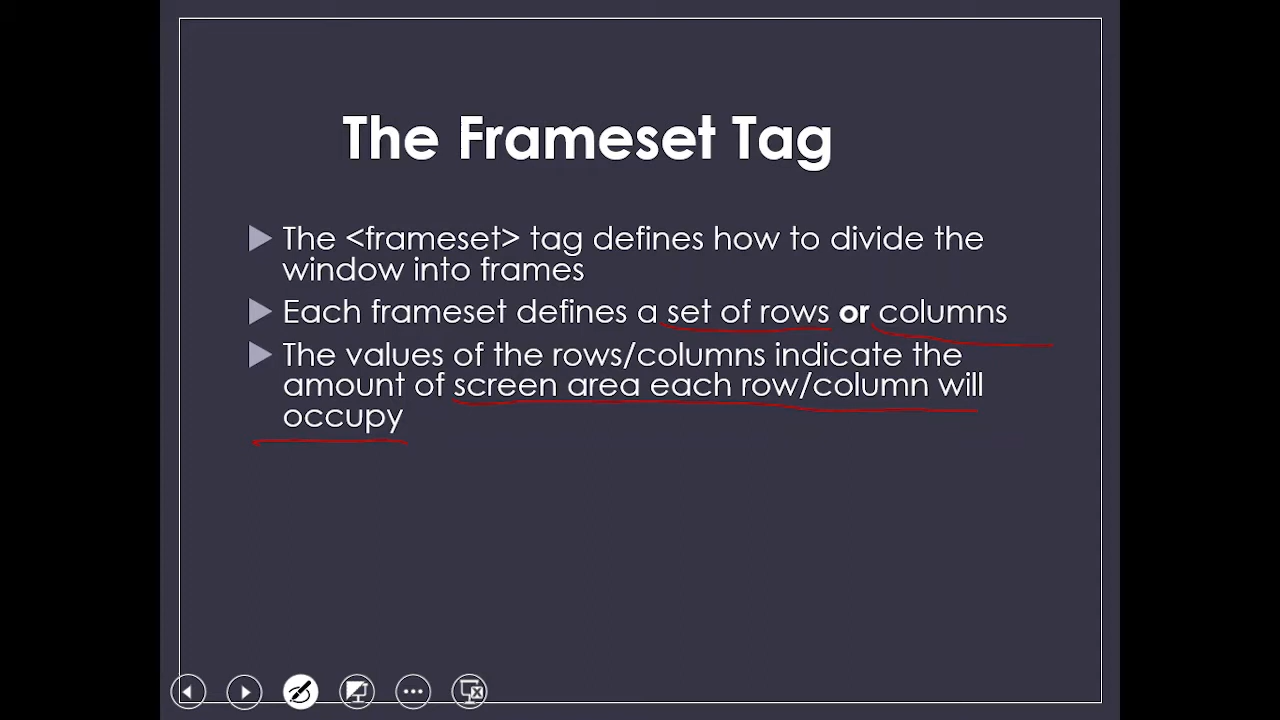 The Frameset Tag
The <frameset> tag defines how to divide the
window into frames
Each frameset defines a set of rows or columns
The values of the rows/columns indicate the
amount of screen area each row/column will
occupy